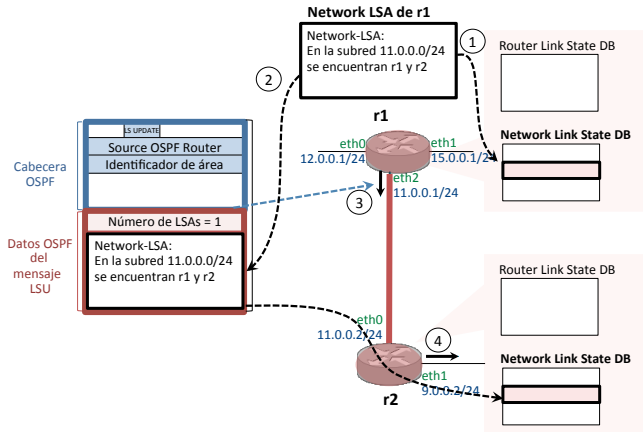 Network LSA de r1
Network-LSA:
En la subred 11.0.0.0/24
se encuentran r1 y r2
1
2
Router Link State DB
r1
Network Link State DB
eth0
12.0.0.1/24
eth1
15.0.0.1/24
eth2
11.0.0.1/24
3
LS UPDATE
Source OSPF Router
Identificador de área
Cabecera
OSPF
Número de LSAs = 1
Datos OSPF
del
mensaje
LSU
Network-LSA:
En la subred 11.0.0.0/24
se encuentran r1 y r2
Router Link State DB
eth0
11.0.0.2/24
4
Network Link State DB
eth1
9.0.0.2/24
r2